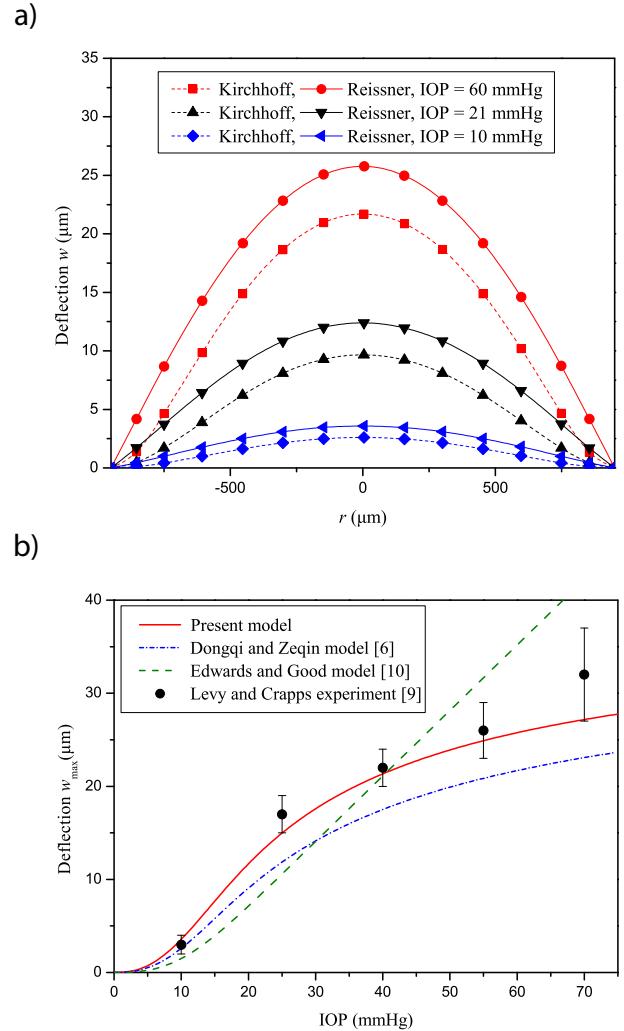 a)
35
30
25
20
15
10
5
0
Deflection w (μm)
Kirchhoff, Reissner, IOP = 60 mmHg
Kirchhoff, Reissner, IOP = 21 mmHg
Kirchhoff, Reissner, IOP = 10 mmHg
-500 0 500
r (μm)
b)
40
30
20
10
0
Deflection wmax(μm)
Present model
Dongqi and Zeqin model [6]
Edwards and Good model [10]
Levy and Crapps experiment [9]
0 10 20 30 40 50 60 70
IOP (mmHg)